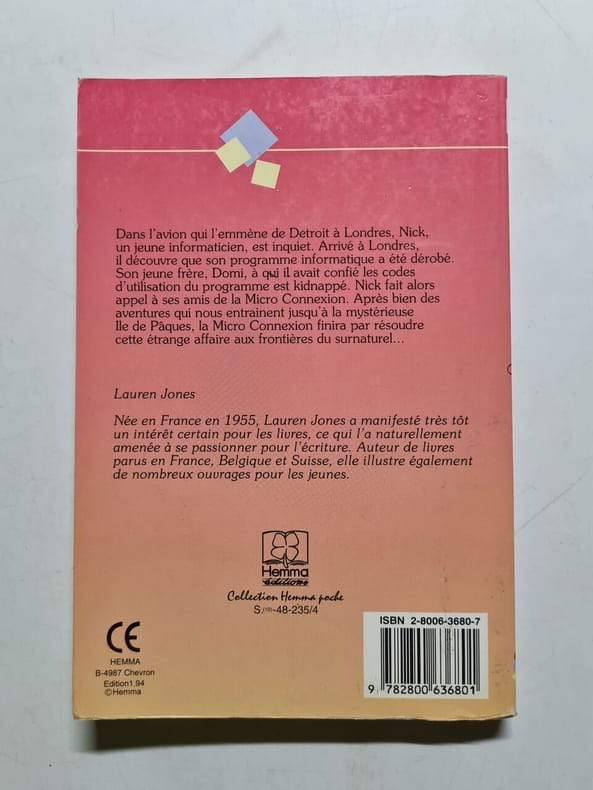 Dans l'avion qui l'emmène de Detroit à Londres, Nick,
un jeune informaticien, est inquiet. Arrivé à Londres,
il découvre que son programme informatique a été dérobé.
Son jeune frère, Domi, à qui il avait confié les codes
d'utilisation du programme est kidnappé. Nick fait alors
appel à ses amis de la Micro Connexion. Après bien des
aventures qui nous entrainent jusqu'à la mystérieuse
Ile de Pâques, la Micro Connexion finira par résoudre
cette étrange affaire aux frontières du surnaturel...
Lauren Jones
Née en France en 1955, Lauren Jones a manifesté très tôt
un intérêt certain pour les livres, ce qui l'a naturellement
amenée à se passionner pour l'écriture. Auteur de livres
parus en France, Belgique et Suisse, elle illustre également
de nombreux ouvrages pour les jeunes.
Hemma
éditions
Collection Hemma poche
S.(10)-48-235/4
CE
HEMMA
B-4987 Chevron
Edition1.94
©Hemma
ISBN 2-8006-3680-7
9 782800 636801